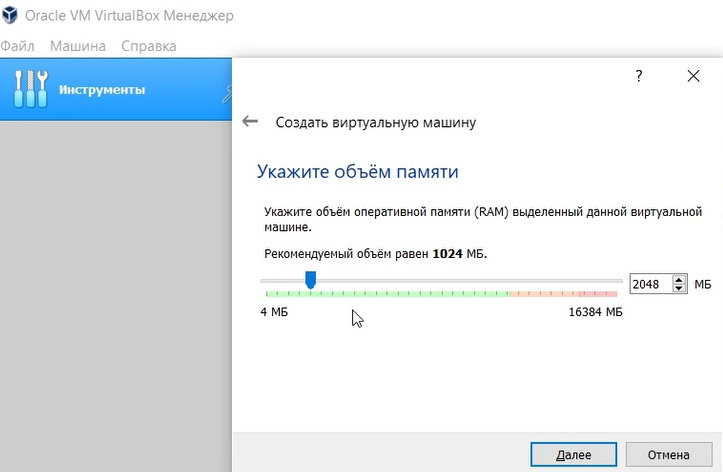 Oracle VM VirtualBox Менеджер
Файл Машина Справка
Инструменты
?
Создать виртуальную машину
Укажите объём памяти
Укажите объём оперативной памяти (RAM) выделенный данной виртуальной
машине.
Рекомендуемый объём равен 1024 МБ.
2048 МБ
4 МБ 16384 МБ
Далее Отмена